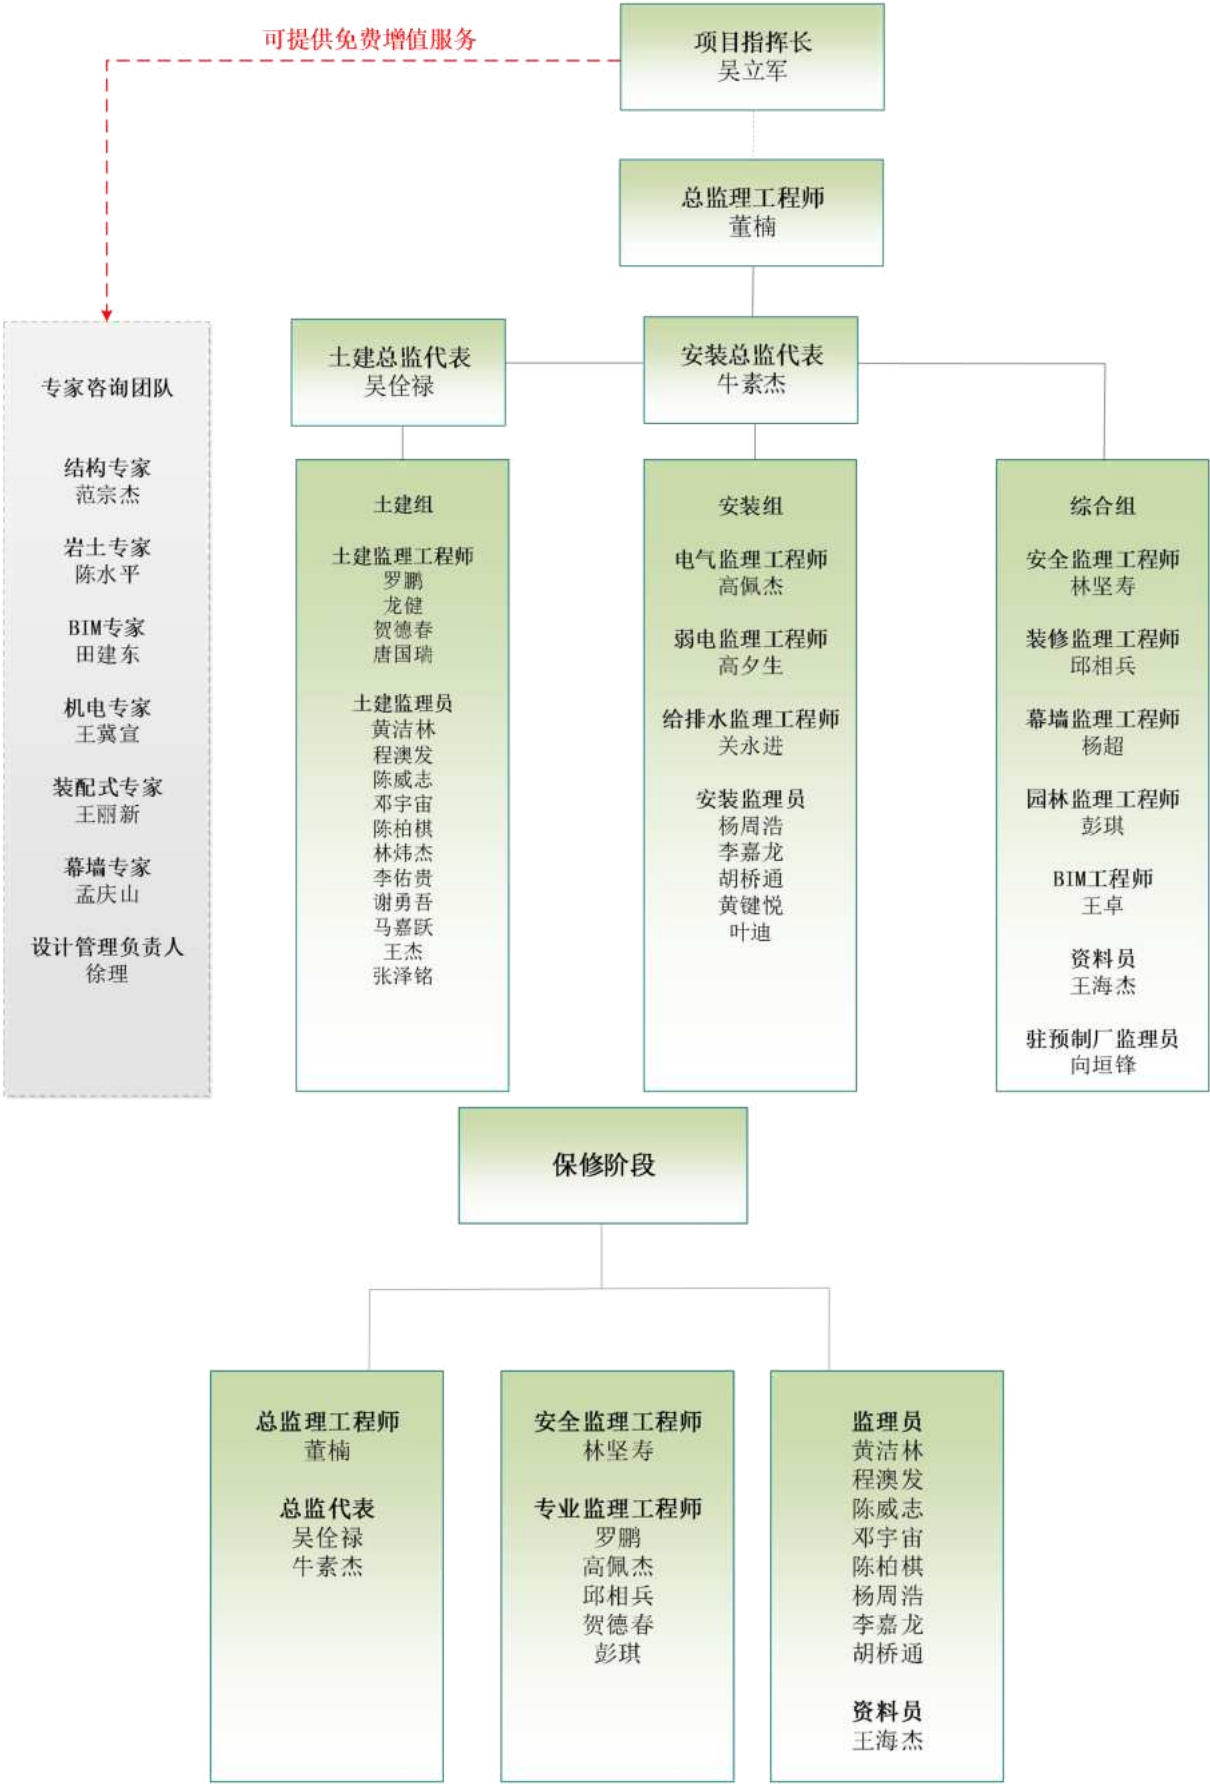 可提供免费增值服务
项目指挥长
吴立军
总监理工程师
董楠
土建总监代表
吴佺禄
安装总监代表
牛素杰
专家咨询团队
结构专家
范宗杰
岩土专家
陈水平
BIM专家
田建东
机电专家
王冀宣
装配式专家
王丽新
幕墙专家
孟庆山
设计管理负责人
徐理
土建组
土建监理工程师
罗鹏
龙健
贺德春
唐国瑞
土建监理员
黄洁林
程澳发
陈威志
邓宇宙
陈柏棋
林炜杰
李佑贵
谢勇吾
马嘉跃
王杰
张泽铭
安装组
电气监理工程师
高佩杰
弱电监理工程师
高夕生
给排水监理工程师
关永进
安装监理员
杨周浩
李嘉龙
胡桥通
黄键悦
叶迪
综合组
安全监理工程师
林坚寿
装修监理工程师
邱相兵
幕墙监理工程师
杨超
园林监理工程师
彭琪
BIM工程师
王卓
资料员
王海杰
驻预制厂监理员
向垣锋
保修阶段
总监理工程师
董楠
总监代表
吴佺禄
牛素杰
安全监理工程师
林坚寿
专业监理工程师
罗鹏
高佩杰
邱相兵
贺德春
彭琪
监理员
黄洁林
程澳发
陈威志
邓宇宙
陈柏棋
杨周浩
李嘉龙
胡桥通
资料员
王海杰